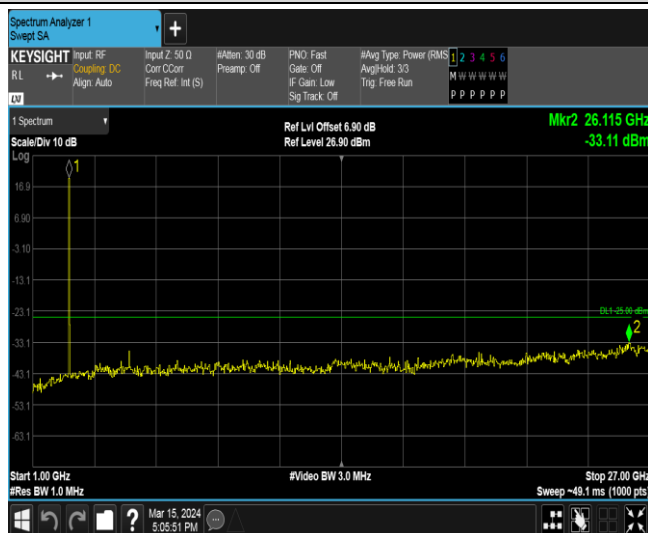 Spectrum Analyzer 1
Swept SA
+
KEYSIGHT
RL
LXI
Input: RF
Coupling: DC
Align: Auto
Input Z: 50 Ω
Corr CCorr
Freq Ref: Int (S)
#Atten: 30 dB
Preamp: Off
PNO: Fast
Gate: Off
IF Gain: Low
Sig Track: Off
#Avg Type: Power (RMS
Avg|Hold: 3/3
Trig: Free Run
1 2 3 4 5 6
M W W W W W
P P P P P P
1 Spectrum
Scale/Div 10 dB
Log
Ref Lvl Offset 6.90 dB
Ref Level 26.90 dBm
Mkr2 26.115 GHz
-33.11 dBm
1
16.9
6.90
-3.10
-13.1
-23.1
-33.1
-43.1
-53.1
-63.1
DL1 -25.00 dBm
2
Start 1.00 GHz
#Res BW 1.0 MHz
#Video BW 3.0 MHz
Stop 27.00 GHz
Sweep ~49.1 ms (1000 pts)
?
Mar 15, 2024
5:05:51 PM